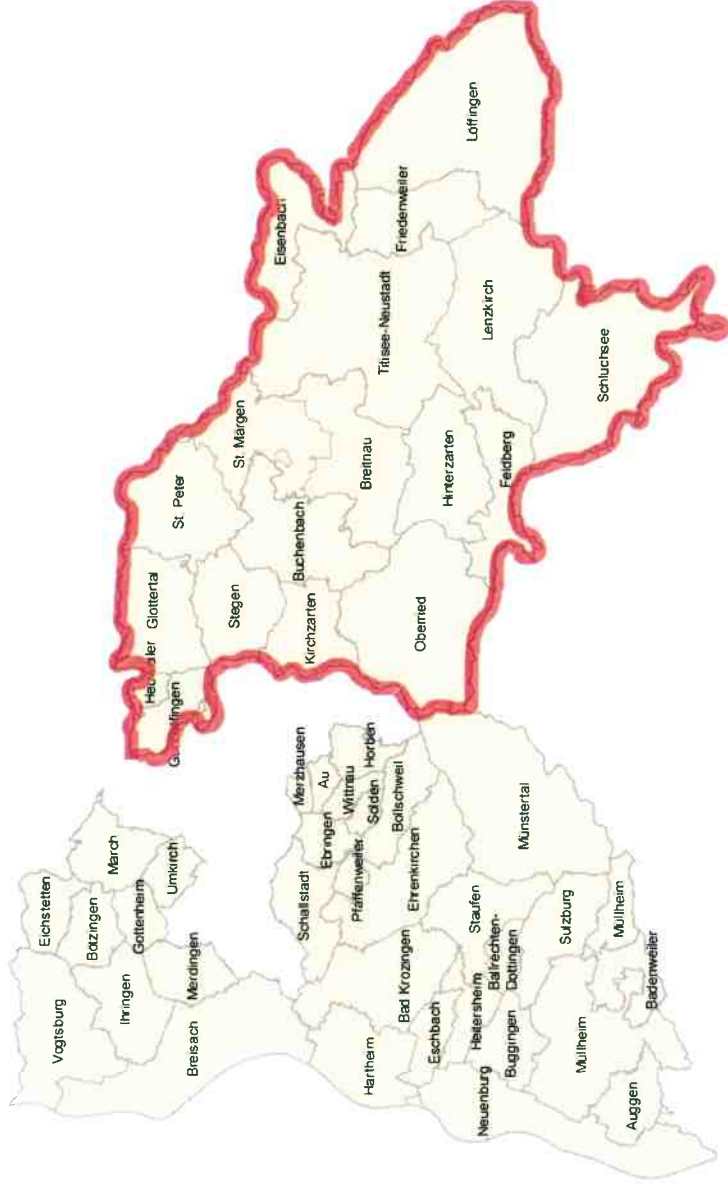 Vogtsburg
Eichstetten
Bötzingen
Ihringen
March
Gottenheim
Umkirch
Merdingen
Breisach
Glottertal
St. Peter
Stegen
St. Märgen
Eisenbach
Kirchzarten
Buchenbach
Breitnau
Titisee-Neustadt
Friedenweiler
Löffingen
Oberried
Hinterzarten
Lenzkirch
Feldberg
Schluchsee
Merzhausen
Au
Ebringen
Schallstadt
Wittnau
Horben
Sölden
Pfaffenweiler
Bollschweil
Ehrenkirchen
Bad Krozingen
Hartheim
Eschbach
Staufen
Münstertal
Heitersheim
Ballrechten-
Dottingen
Neuenburg
Buggingen
Sulzburg
Müllheim
Müllheim
Badenweiler
Auggen